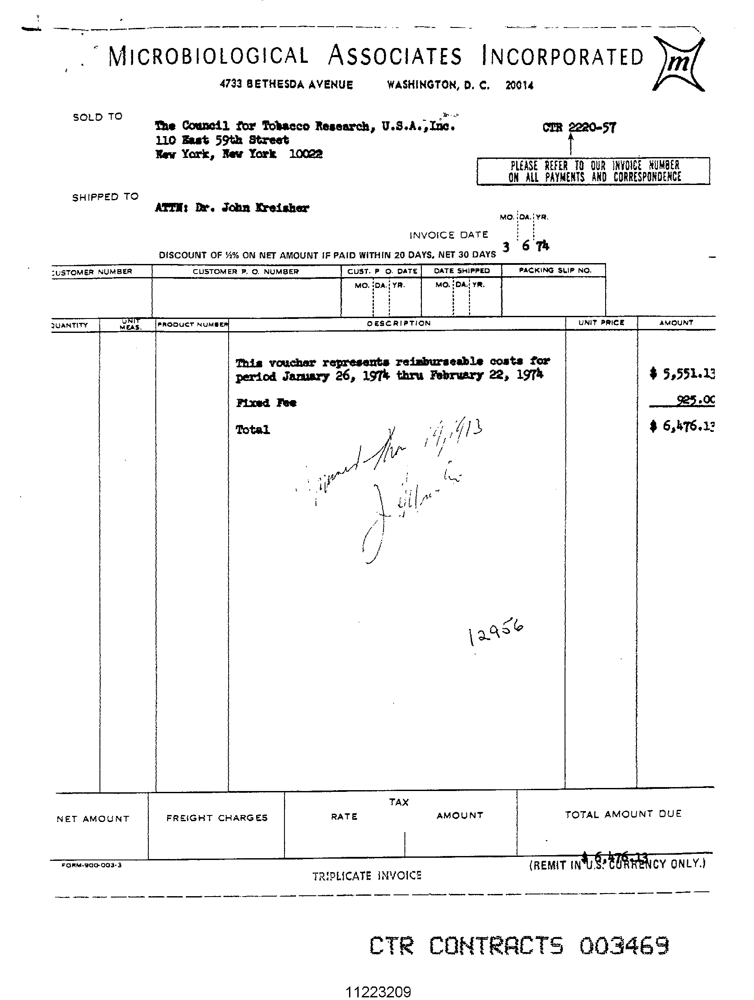 MICROBIOLOGICAL ASSOCIATES INCORPORATED m
4733 BETHESDA AVENUE WASHINGTON, D. C. 20014
SOLD TO
The Council for Tobacco Research, U.S.A., Inc.
110 East 59th Street
New York, New York 10022
CTR 2220-57
PLEASE REFER TO OUR INVOICE NUMBER
ON ALL PAYMENTS AND CORRESPONDENCE
SHIPPED TO
ATTN: Dr. John Kreisher
MO. DA. YR.
INVOICE DATE 3 6 74
DISCOUNT OF ½% ON NET AMOUNT IF PAID WITHIN 20 DAYS, NET 30 DAYS
CUSTOMER NUMBER CUSTOMER P. O. NUMBER CUST. P O. DATE DATE SHIPPED PACKING SLIP NO.
MO. DA. YR. MO. DA. YR.
QUANTITY UNIT MEAS. PRODUCT NUMBER DESCRIPTION UNIT PRICE AMOUNT
This voucher represents reimburseable costs for
period January 26, 1974 thru February 22, 1974 $ 5,551.13
Fixed Fee 925.00
Total $ 6,476.13
12956
NET AMOUNT FREIGHT CHARGES TAX RATE AMOUNT TOTAL AMOUNT DUE
$ 6,476.13
FORM-900-003-3 (REMIT IN U.S. CURRENCY ONLY.)
TRIPLICATE INVOICE
CTR CONTRACTS 003469
11223209